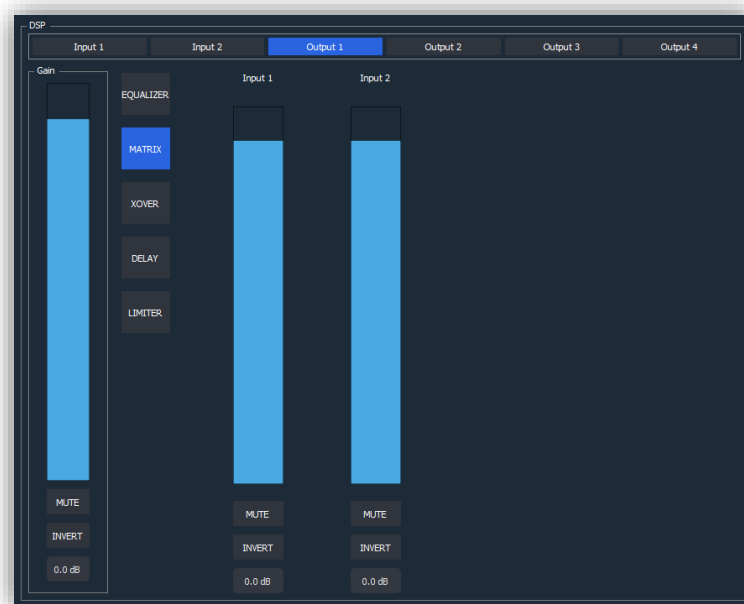 DSP
Input 1 Input 2 Output 1 Output 2 Output 3 Output 4
Gain
Input 1 Input 2
EQUALIZER
MATRIX
XOVER
DELAY
LIMITER
MUTE
INVERT
0.0 dB
MUTE MUTE
INVERT INVERT
0.0 dB 0.0 dB